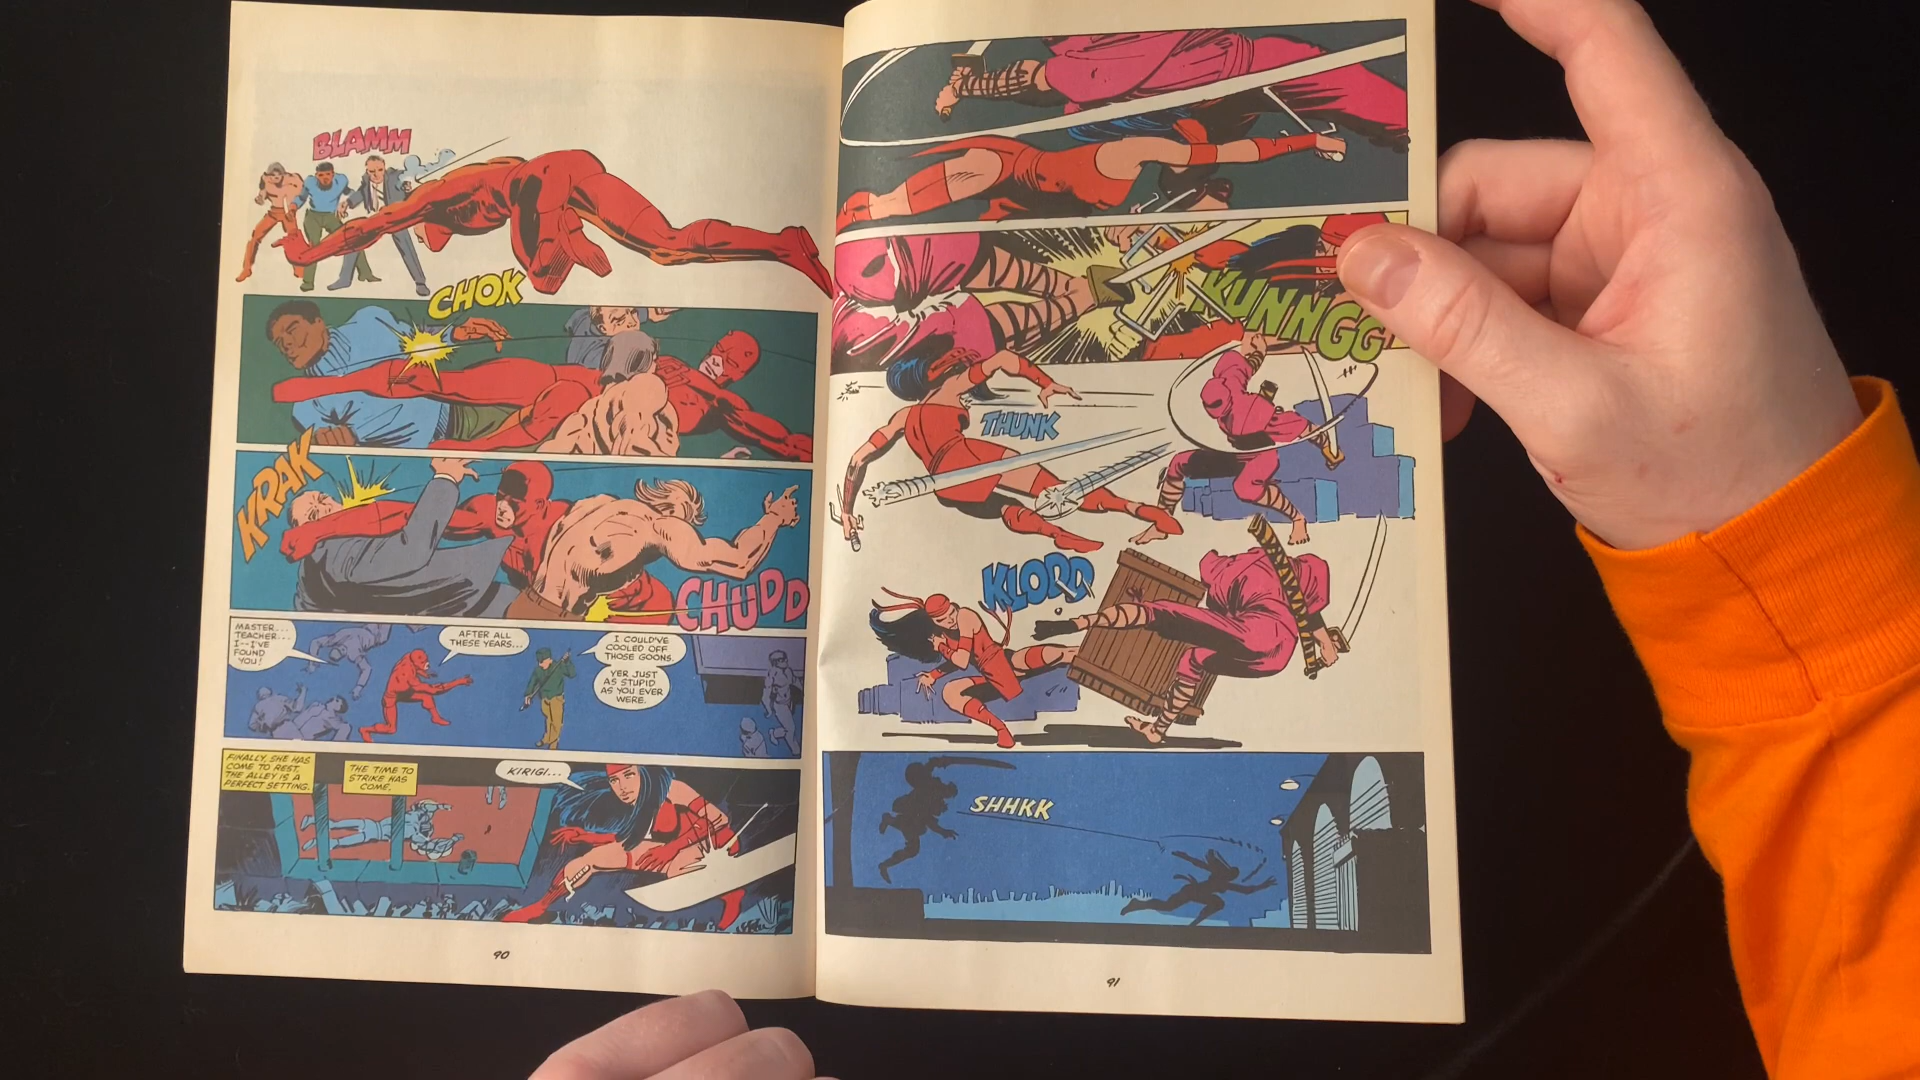 BLAMM
CHOK
KRAK
CHUDD
MASTER...
TEACHER...
I--I'VE
FOUND
YOU!
AFTER ALL
THESE YEARS...
I COULD'VE
COOLED OFF
THOSE GOONS.
YER JUST
AS STUPID
AS YOU EVER
WERE.
FINALLY, SHE HAS
COME TO REST.
THE ALLEY IS A
PERFECT SETTING.
THE TIME TO
STRIKE HAS
COME.
KIRIGI...
90
KUNNGG
THUNK
KLODD
SHHKK
91